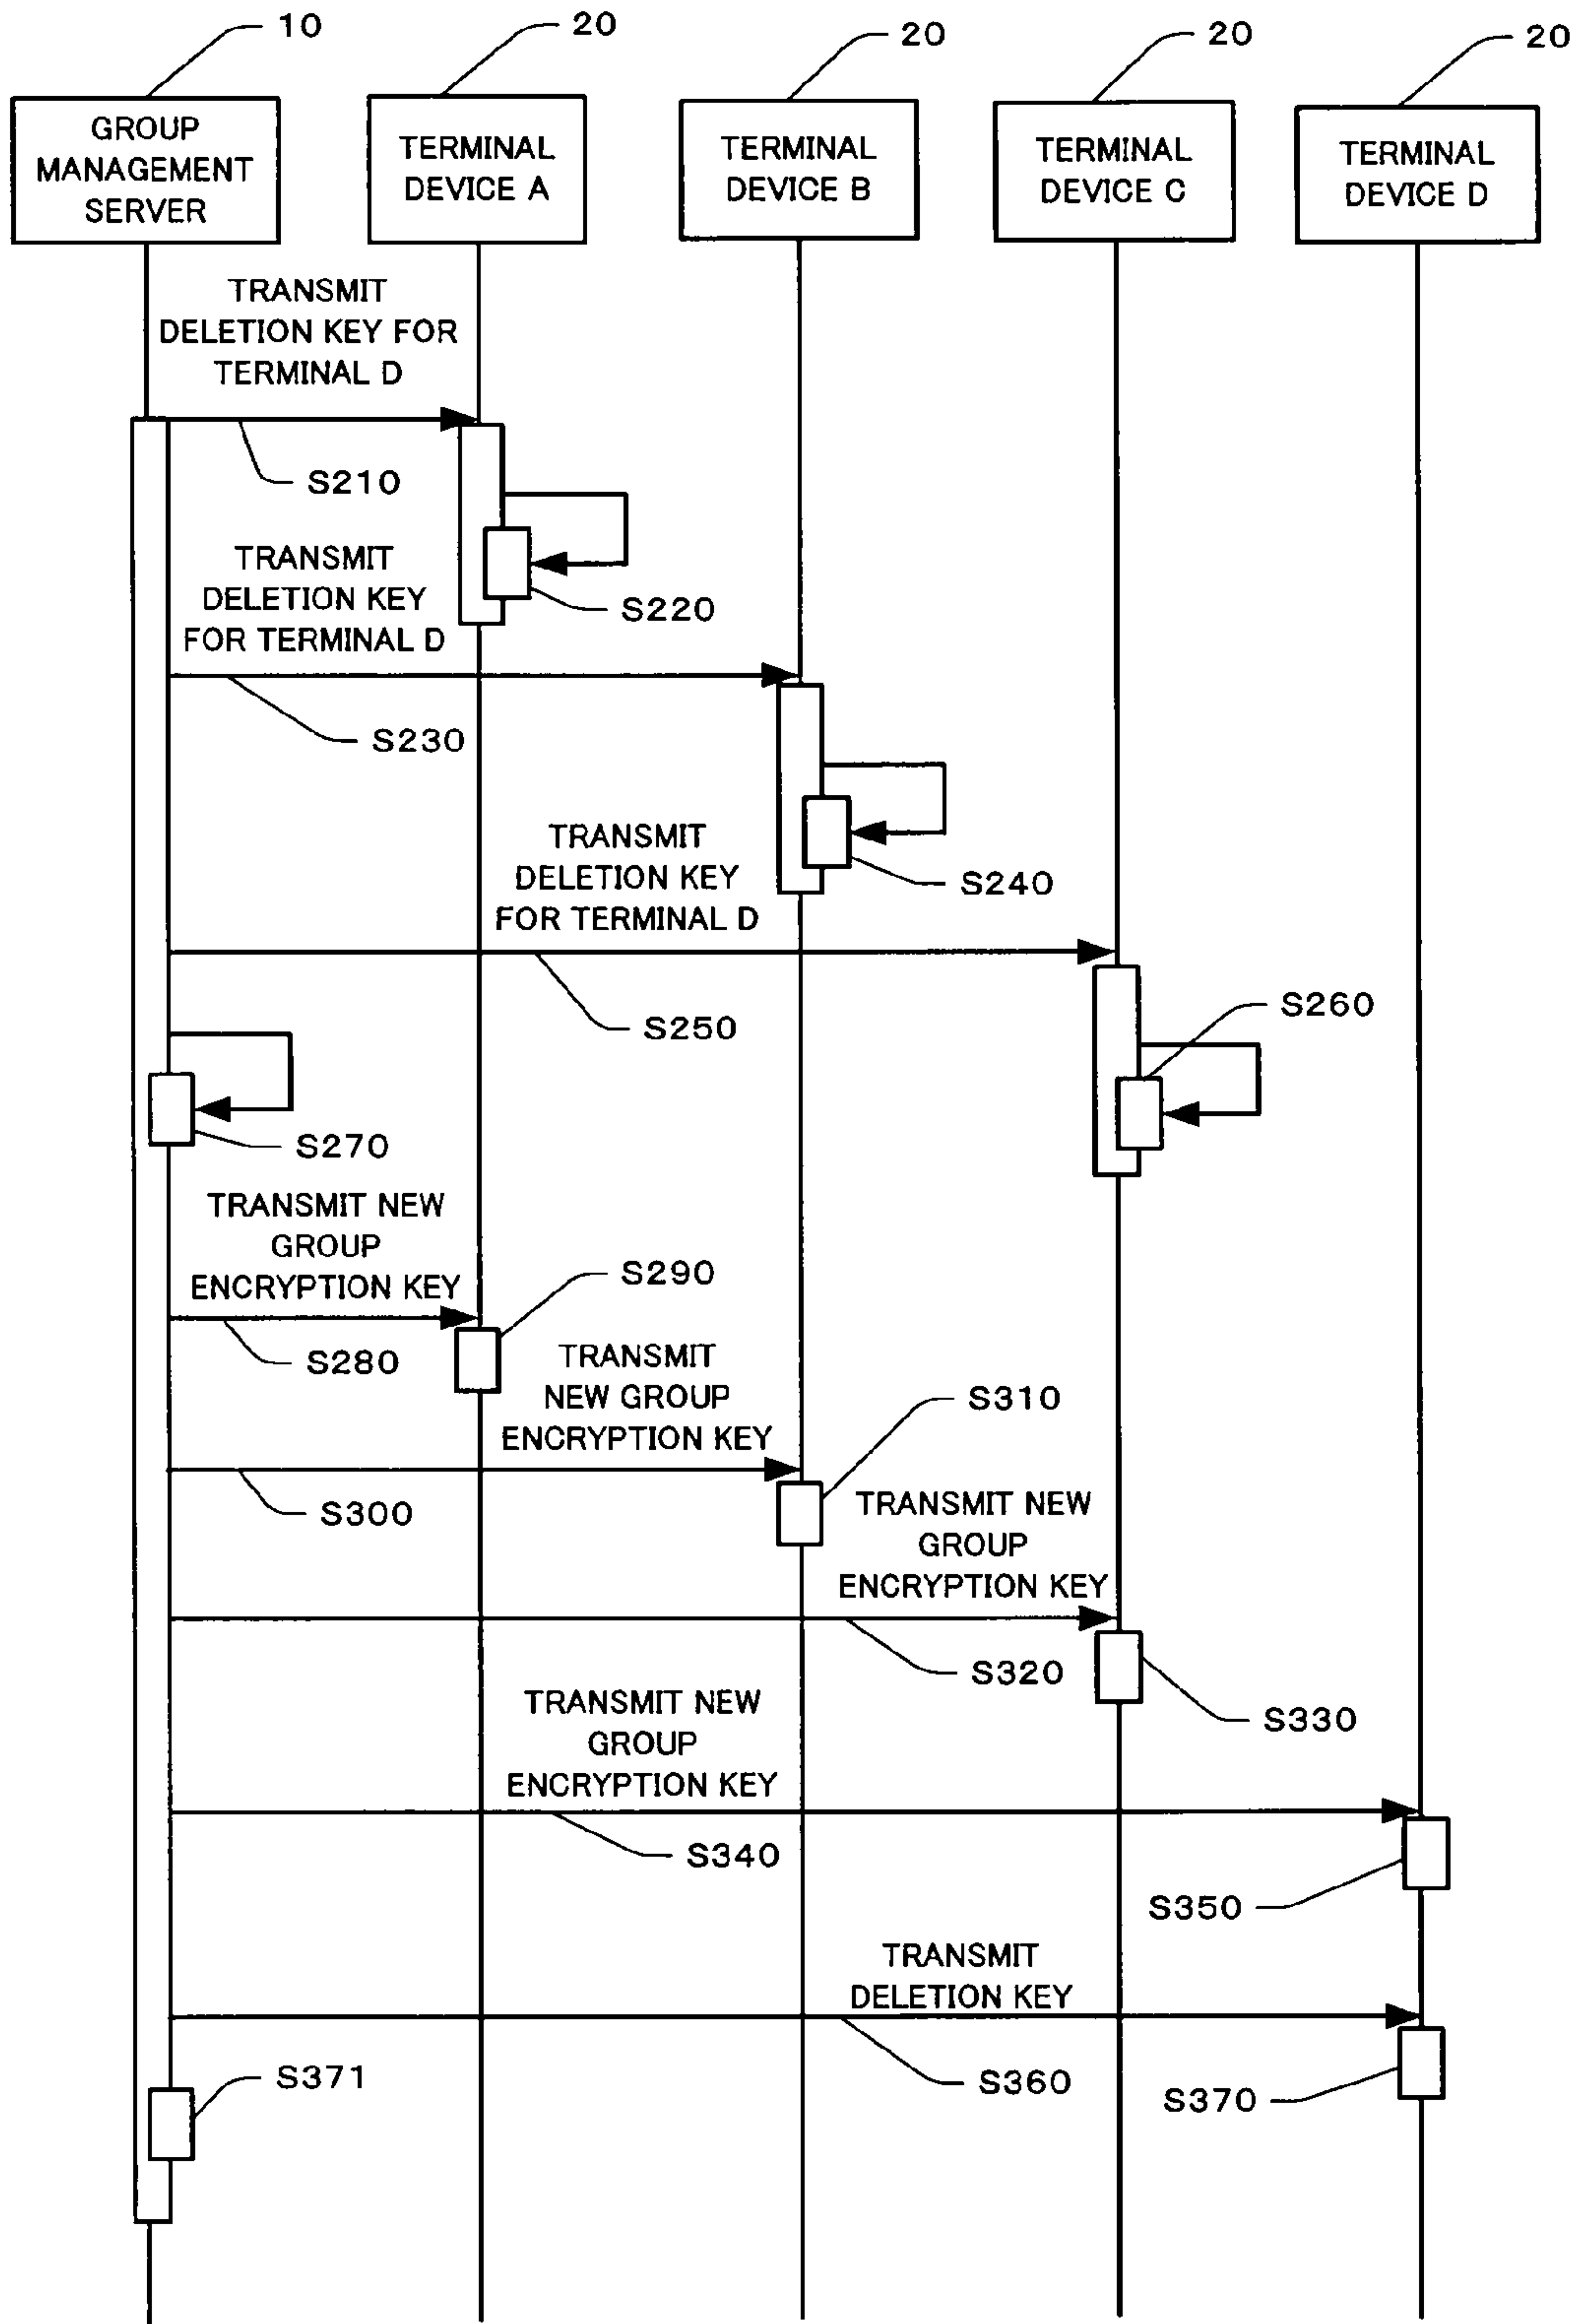 10
20
20
20
20
GROUP
MANAGEMENT
SERVER
TERMINAL
DEVICE A
TERMINAL
DEVICE B
TERMINAL
DEVICE C
TERMINAL
DEVICE D
TRANSMIT
DELETION KEY FOR
TERMINAL D
S210
TRANSMIT
DELETION KEY
FOR TERMINAL D
S220
S230
TRANSMIT
DELETION KEY
FOR TERMINAL D
S240
S250
S260
S270
TRANSMIT NEW
GROUP
ENCRYPTION KEY
S290
S280
TRANSMIT
NEW GROUP
ENCRYPTION KEY
S310
S300
TRANSMIT NEW
GROUP
ENCRYPTION KEY
S320
S330
TRANSMIT NEW
GROUP
ENCRYPTION KEY
S340
S350
TRANSMIT
DELETION KEY
S371
S360
S370